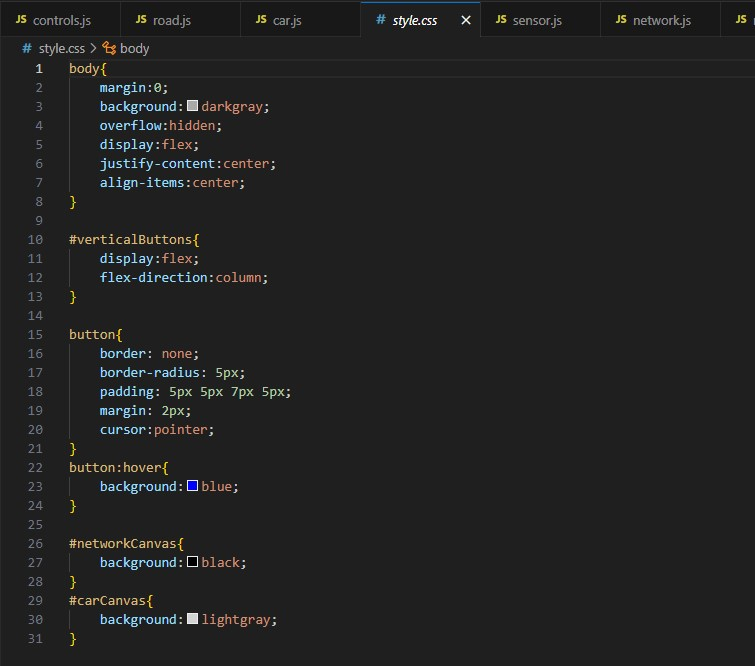 JS controls.js JS road.js JS car.js # style.css × JS sensor.js JS network.js JS
# style.css > body
1 body{
2 margin:0;
3 background: darkgray;
4 overflow:hidden;
5 display:flex;
6 justify-content:center;
7 align-items:center;
8 }
9
10 #verticalButtons{
11 display:flex;
12 flex-direction:column;
13 }
14
15 button{
16 border: none;
17 border-radius: 5px;
18 padding: 5px 5px 7px 5px;
19 margin: 2px;
20 cursor:pointer;
21 }
22 button:hover{
23 background: blue;
24 }
25
26 #networkCanvas{
27 background: black;
28 }
29 #carCanvas{
30 background: lightgray;
31 }